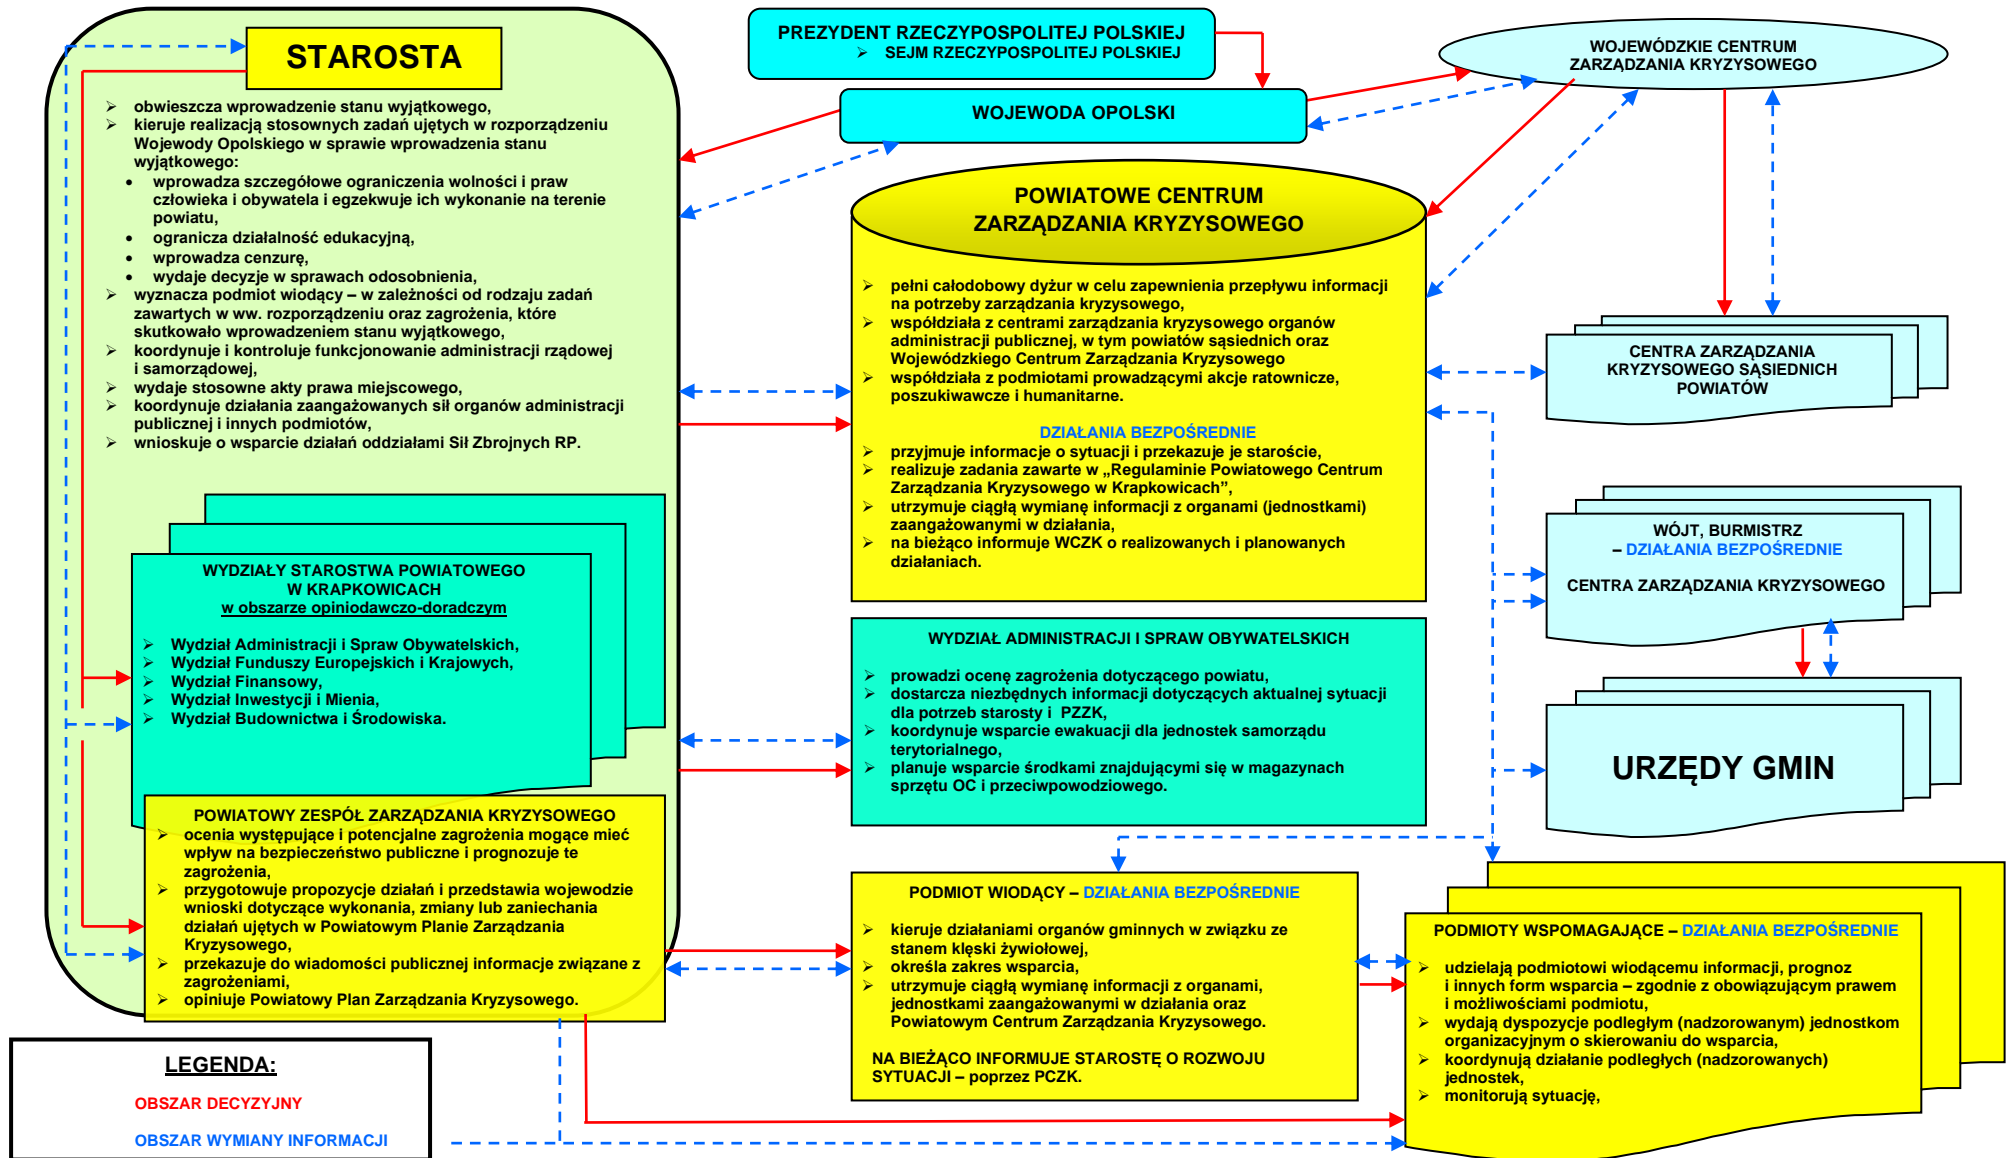 STAROSTA
➢ obwieszcza wprowadzenie stanu wyjątkowego,
➢ kieruje realizacją stosownych zadań ujętych w rozporządzeniu
Wojewody Opolskiego w sprawie wprowadzenia stanu
wyjątkowego:
• wprowadza szczegółowe ograniczenia wolności i praw
człowieka i obywatela i egzekwuje ich wykonanie na terenie
powiatu,
• ogranicza działalność edukacyjną,
• wprowadza cenzurę,
• wydaje decyzje w sprawach odosobnienia,
➢ wyznacza podmiot wiodący – w zależności od rodzaju zadań
zawartych w ww. rozporządzeniu oraz zagrożenia, które
skutkowało wprowadzeniem stanu wyjątkowego,
➢ koordynuje i kontroluje funkcjonowanie administracji rządowej
i samorządowej,
➢ wydaje stosowne akty prawa miejscowego,
➢ koordynuje działania zaangażowanych sił organów administracji
publicznej i innych podmiotów,
➢ wnioskuje o wsparcie działań oddziałami Sił Zbrojnych RP.
WYDZIAŁY STAROSTWA POWIATOWEGO
W KRAPKOWICACH
w obszarze opiniodawczo-doradczym
➢ Wydział Administracji i Spraw Obywatelskich,
➢ Wydział Funduszy Europejskich i Krajowych,
➢ Wydział Finansowy,
➢ Wydział Inwestycji i Mienia,
➢ Wydział Budownictwa i Środowiska.
POWIATOWY ZESPÓŁ ZARZĄDZANIA KRYZYSOWEGO
➢ ocenia występujące i potencjalne zagrożenia mogące mieć
wpływ na bezpieczeństwo publiczne i prognozuje te
zagrożenia,
➢ przygotowuje propozycje działań i przedstawia wojewodzie
wnioski dotyczące wykonania, zmiany lub zaniechania
działań ujętych w Powiatowym Planie Zarządzania
Kryzysowego,
➢ przekazuje do wiadomości publicznej informacje związane z
zagrożeniami,
➢ opiniuje Powiatowy Plan Zarządzania Kryzysowego.
LEGENDA:
OBSZAR DECYZYJNY
OBSZAR WYMIANY INFORMACJI
PREZYDENT RZECZYPOSPOLITEJ POLSKIEJ
➢ SEJM RZECZYPOSPOLITEJ POLSKIEJ
WOJEWODA OPOLSKI
POWIATOWE CENTRUM
ZARZĄDZANIA KRYZYSOWEGO
➢ pełni całodobowy dyżur w celu zapewnienia przepływu informacji
na potrzeby zarządzania kryzysowego,
➢ współdziała z centrami zarządzania kryzysowego organów
administracji publicznej, w tym powiatów sąsiednich oraz
Wojewódzkiego Centrum Zarządzania Kryzysowego
➢ współdziała z podmiotami prowadzącymi akcje ratownicze,
poszukiwawcze i humanitarne.
DZIAŁANIA BEZPOŚREDNIE
➢ przyjmuje informacje o sytuacji i przekazuje je staroście,
➢ realizuje zadania zawarte w „Regulaminie Powiatowego Centrum
Zarządzania Kryzysowego w Krapkowicach”,
➢ utrzymuje ciągłą wymianę informacji z organami (jednostkami)
zaangażowanymi w działania,
➢ na bieżąco informuje WCZK o realizowanych i planowanych
działaniach.
WYDZIAŁ ADMINISTRACJI I SPRAW OBYWATELSKICH
➢ prowadzi ocenę zagrożenia dotyczącego powiatu,
➢ dostarcza niezbędnych informacji dotyczących aktualnej sytuacji
dla potrzeb starosty i PZZK,
➢ koordynuje wsparcie ewakuacji dla jednostek samorządu
terytorialnego,
➢ planuje wsparcie środkami znajdującymi się w magazynach
sprzętu OC i przeciwpowodziowego.
PODMIOT WIODĄCY – DZIAŁANIA BEZPOŚREDNIE
➢ kieruje działaniami organów gminnych w związku ze
stanem klęski żywiołowej,
➢ określa zakres wsparcia,
➢ utrzymuje ciągłą wymianę informacji z organami,
jednostkami zaangażowanymi w działania oraz
Powiatowym Centrum Zarządzania Kryzysowego.
NA BIEŻĄCO INFORMUJE STAROSTĘ O ROZWOJU
SYTUACJI – poprzez PCZK.
WOJEWÓDZKIE CENTRUM
ZARZĄDZANIA KRYZYSOWEGO
CENTRA ZARZĄDZANIA
KRYZYSOWEGO SĄSIEDNICH
POWIATÓW
WÓJT, BURMISTRZ
– DZIAŁANIA BEZPOŚREDNIE
CENTRA ZARZĄDZANIA KRYZYSOWEGO
URZĘDY GMIN
PODMIOTY WSPOMAGAJĄCE – DZIAŁANIA BEZPOŚREDNIE
➢ udzielają podmiotowi wiodącemu informacji, prognoz
i innych form wsparcia – zgodnie z obowiązującym prawem
i możliwościami podmiotu,
➢ wydają dyspozycje podległym (nadzorowanym) jednostkom
organizacyjnym o skierowaniu do wsparcia,
➢ koordynują działanie podległych (nadzorowanych)
jednostek,
➢ monitorują sytuację,